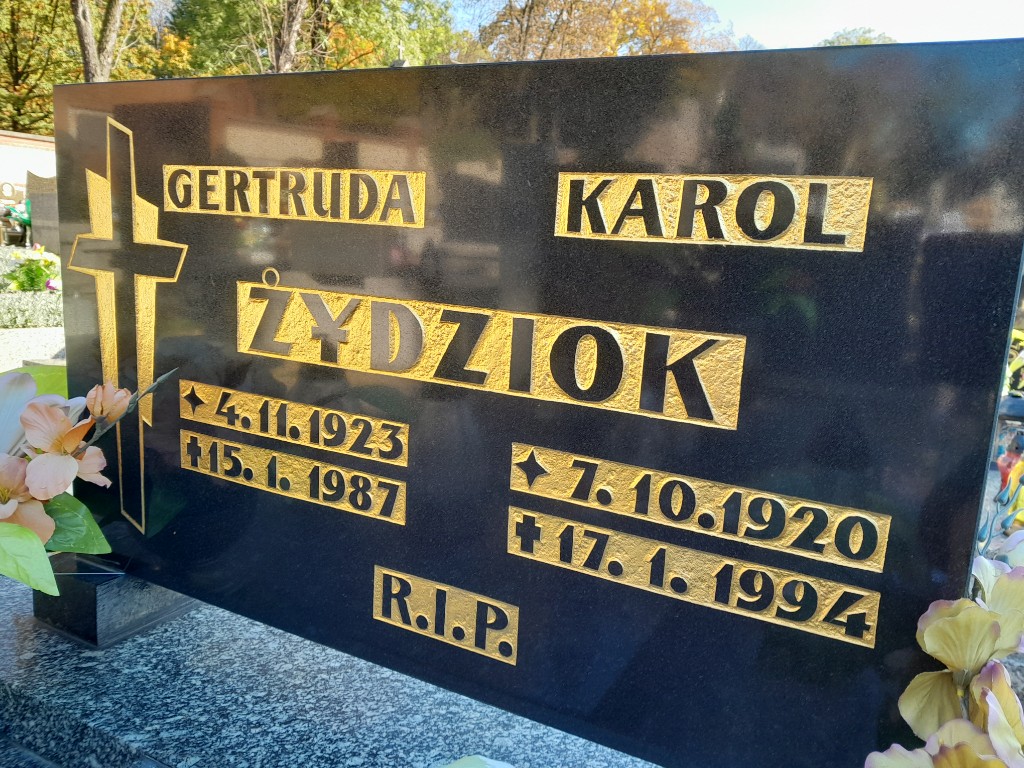 GERTRUDA KAROL
ŻYDZIOK
✦ 4.11.1923
✝15. 1. 1987
✦ 7. 10.1920
✝ 17. 1. 1994
R.I.P.